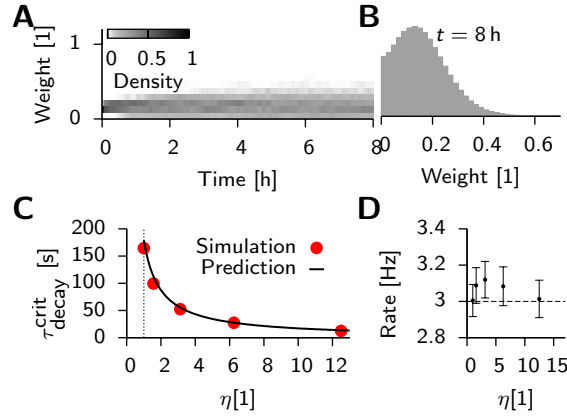 A
Weight [1]
1
0
0 0.5 1
Density
0 2 4 6 8
Time [h]
B
t = 8 h
0 0.2 0.4 0.6
Weight [1]
C
τ crit decay [s]
200
150
100
50
0
Simulation
Prediction
0 2 4 6 8 10 12
η[1]
D
Rate [Hz]
3.4
3.2
3
2.8
0 5 10 15
η[1]